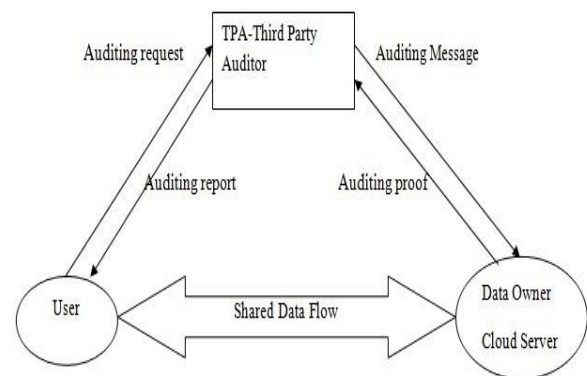 TPA-Third Party
Auditor
Auditing request
Auditing Message
Auditing report
Auditing proof
User
Shared Data Flow
Data Owner
Cloud Server